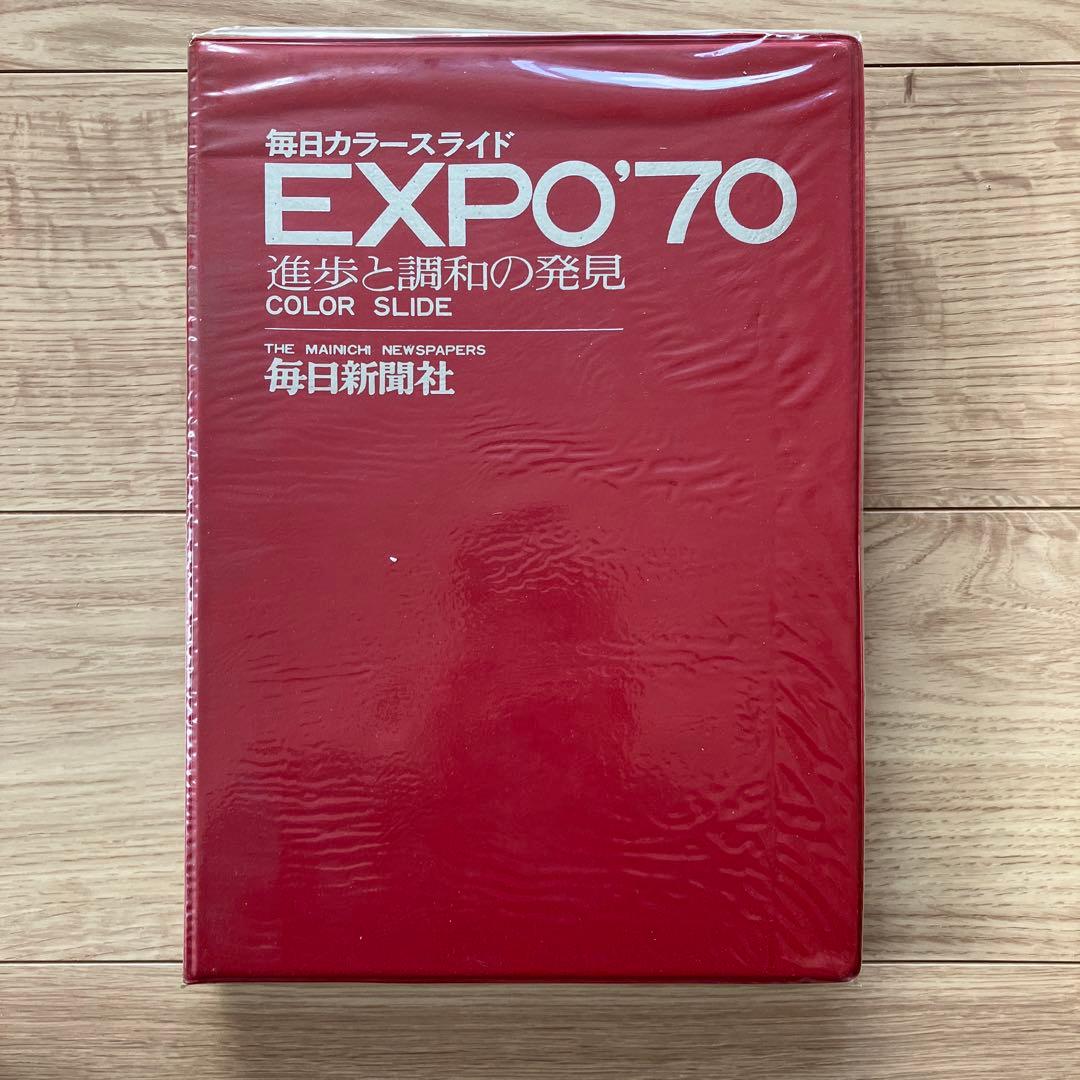 毎日カラースライド
EXPO'70
進歩と調和の発見
COLOR SLIDE
THE MAINICHI NEWSPAPERS
毎日新聞社